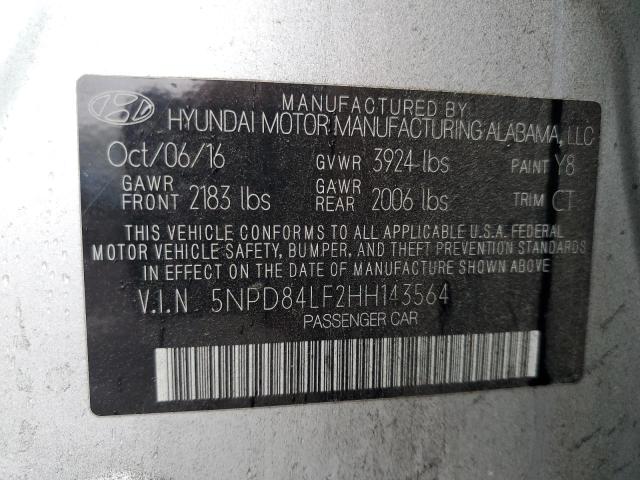 MANUFACTURED BY
HYUNDAI MOTOR MANUFACTURING ALABAMA, LLC
Oct/06/16 GVWR 3924 lbs PAINT Y8
GAWR FRONT 2183 lbs GAWR REAR 2006 lbs TRIM CT
THIS VEHICLE CONFORMS TO ALL APPLICABLE U.S.A. FEDERAL
MOTOR VEHICLE SAFETY, BUMPER, AND THEFT PREVENTION STANDARDS
IN EFFECT ON THE DATE OF MANUFACTURE SHOWN ABOVE
V.I.N 5NPD84LF2HH143564
PASSENGER CAR